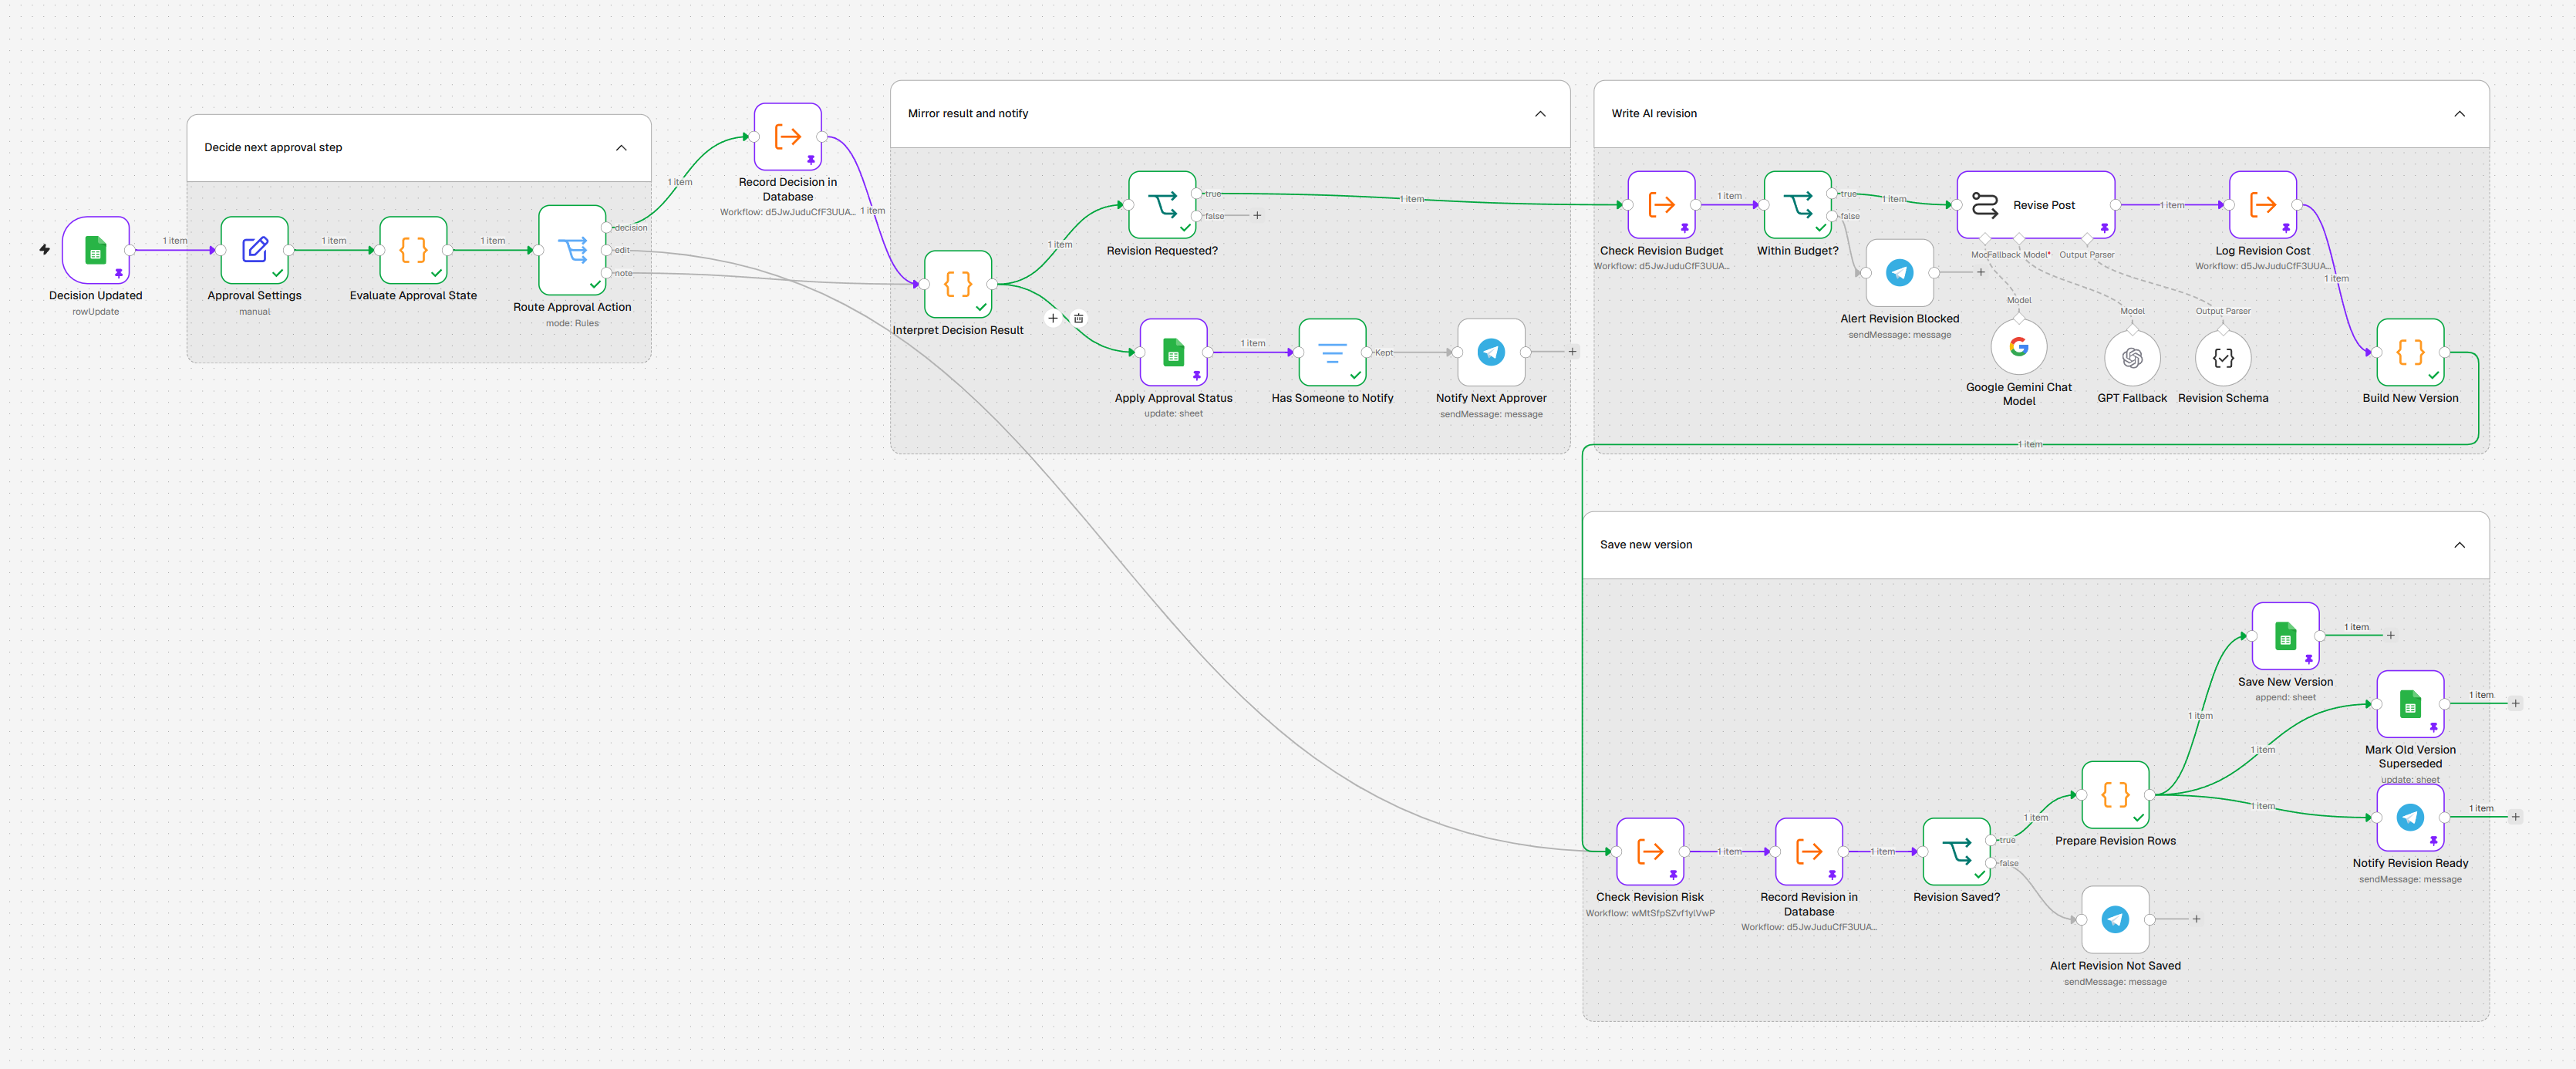 Decide next approval step
Decision Updated
rowUpdate
1 item
Approval Settings
manual
1 item
Evaluate Approval State
1 item
Route Approval Action
mode: Rules
decision
edit
note
1 item
Record Decision in
Database
Workflow: d5JwJuduCfF3UUA...
1 item
Mirror result and notify
Interpret Decision Result
1 item
Revision Requested?
true
false
1 item
Apply Approval Status
update: sheet
1 item
Has Someone to Notify
Kept
Notify Next Approver
sendMessage: message
Write AI revision
Check Revision Budget
Workflow: d5JwJuduCfF3UUA...
1 item
Within Budget?
true
false
1 item
Alert Revision Blocked
sendMessage: message
Revise Post
Fallback Model*
Output Parser
Model
Google Gemini Chat
Model
Model
GPT Fallback
Output Parser
Revision Schema
1 item
Log Revision Cost
Workflow: d5JwJuduCfF3UUA...
1 item
Build New Version
1 item
Save new version
Check Revision Risk
Workflow: wMtSfpSZvf1ylVwP
1 item
Record Revision in
Database
Workflow: d5JwJuduCfF3UUA...
1 item
Revision Saved?
true
false
1 item
Prepare Revision Rows
1 item
1 item
1 item
Save New Version
append: sheet
1 item
Mark Old Version
Superseded
update: sheet
1 item
Notify Revision Ready
sendMessage: message
1 item
Alert Revision Not Saved
sendMessage: message